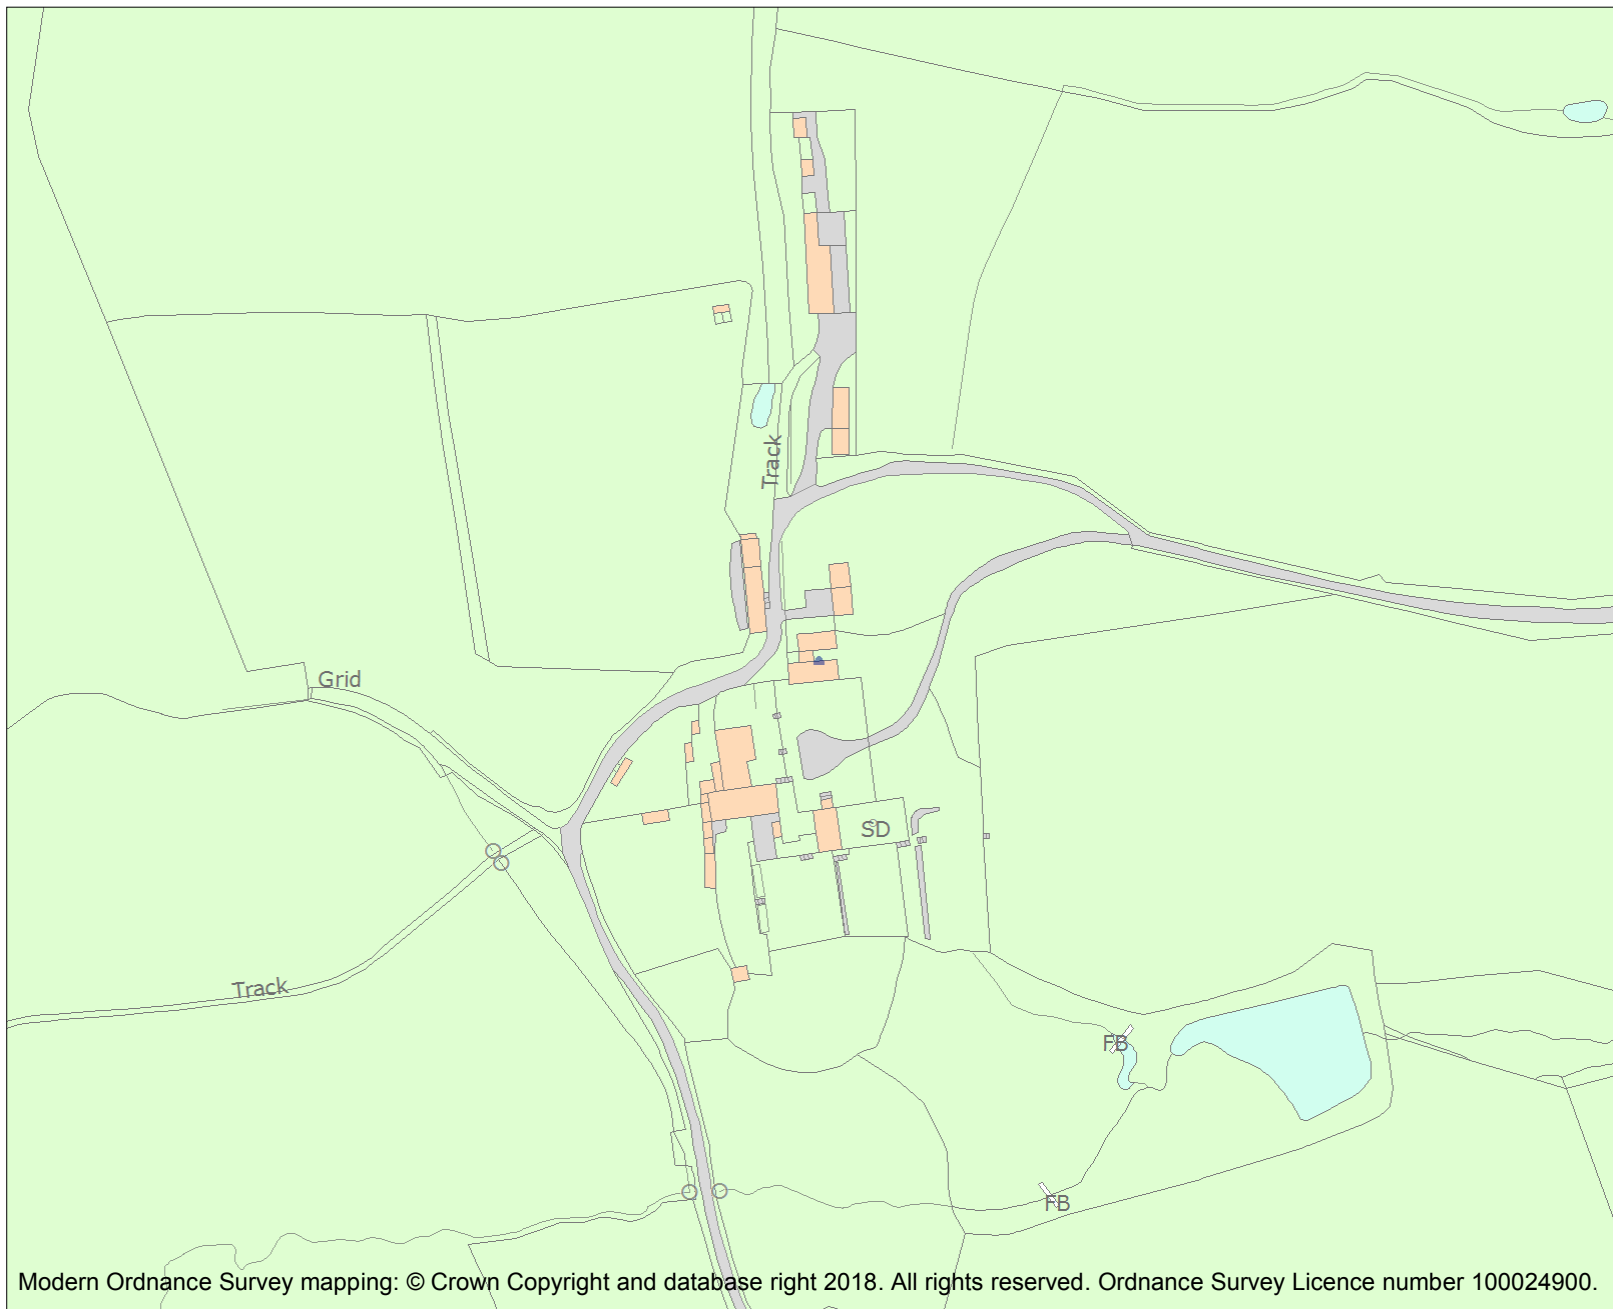 Track
Grid
SD
Track
FB
FB
Modern Ordnance Survey mapping: © Crown Copyright and database right 2018. All rights reserved. Ordnance Survey Licence number 100024900.